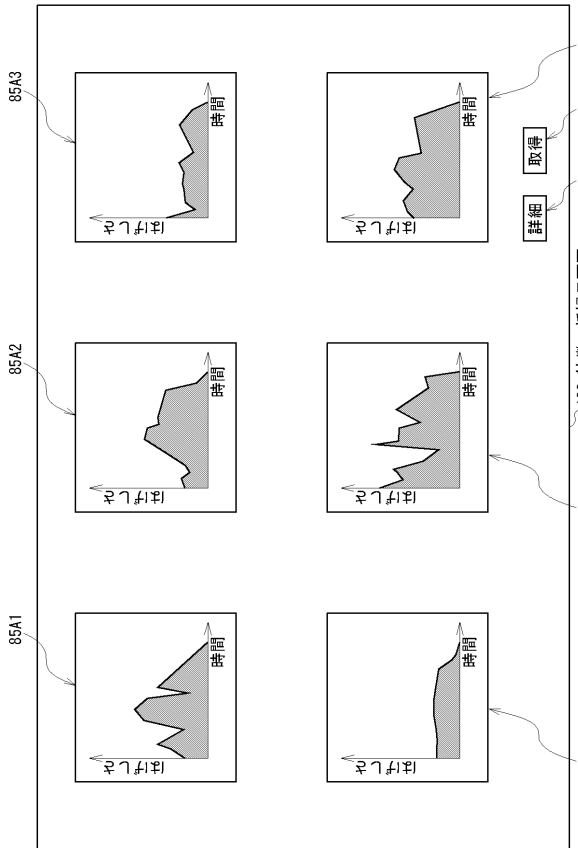 85A1
85A2
85A3
はげしさ
時間
はげしさ
時間
はげしさ
時間
はげしさ
時間
はげしさ
時間
はげしさ
時間
詳細
取得